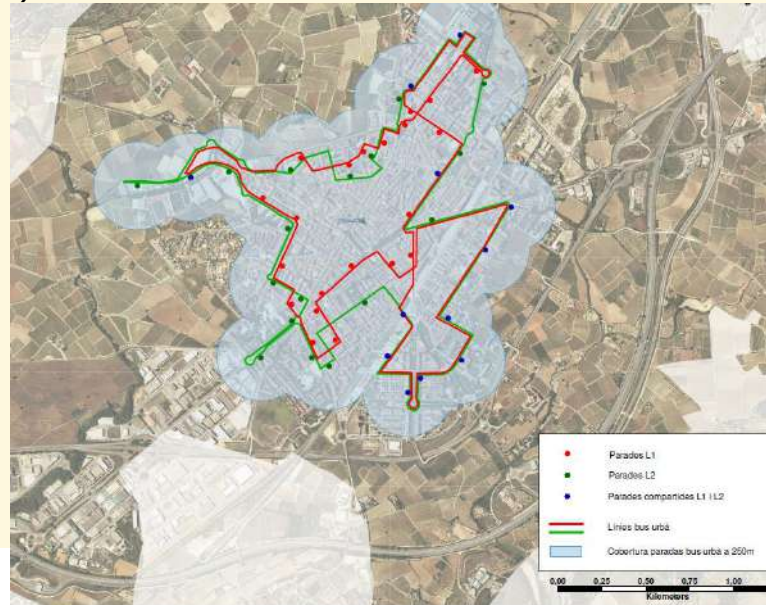 Parades L1
Parades L2
Parades compartides L1 i L2
Línies bus urbà
Cobertura paradas bus urbà a 250m
0,00 0,25 0,50 0,75 1,00
Kilometers